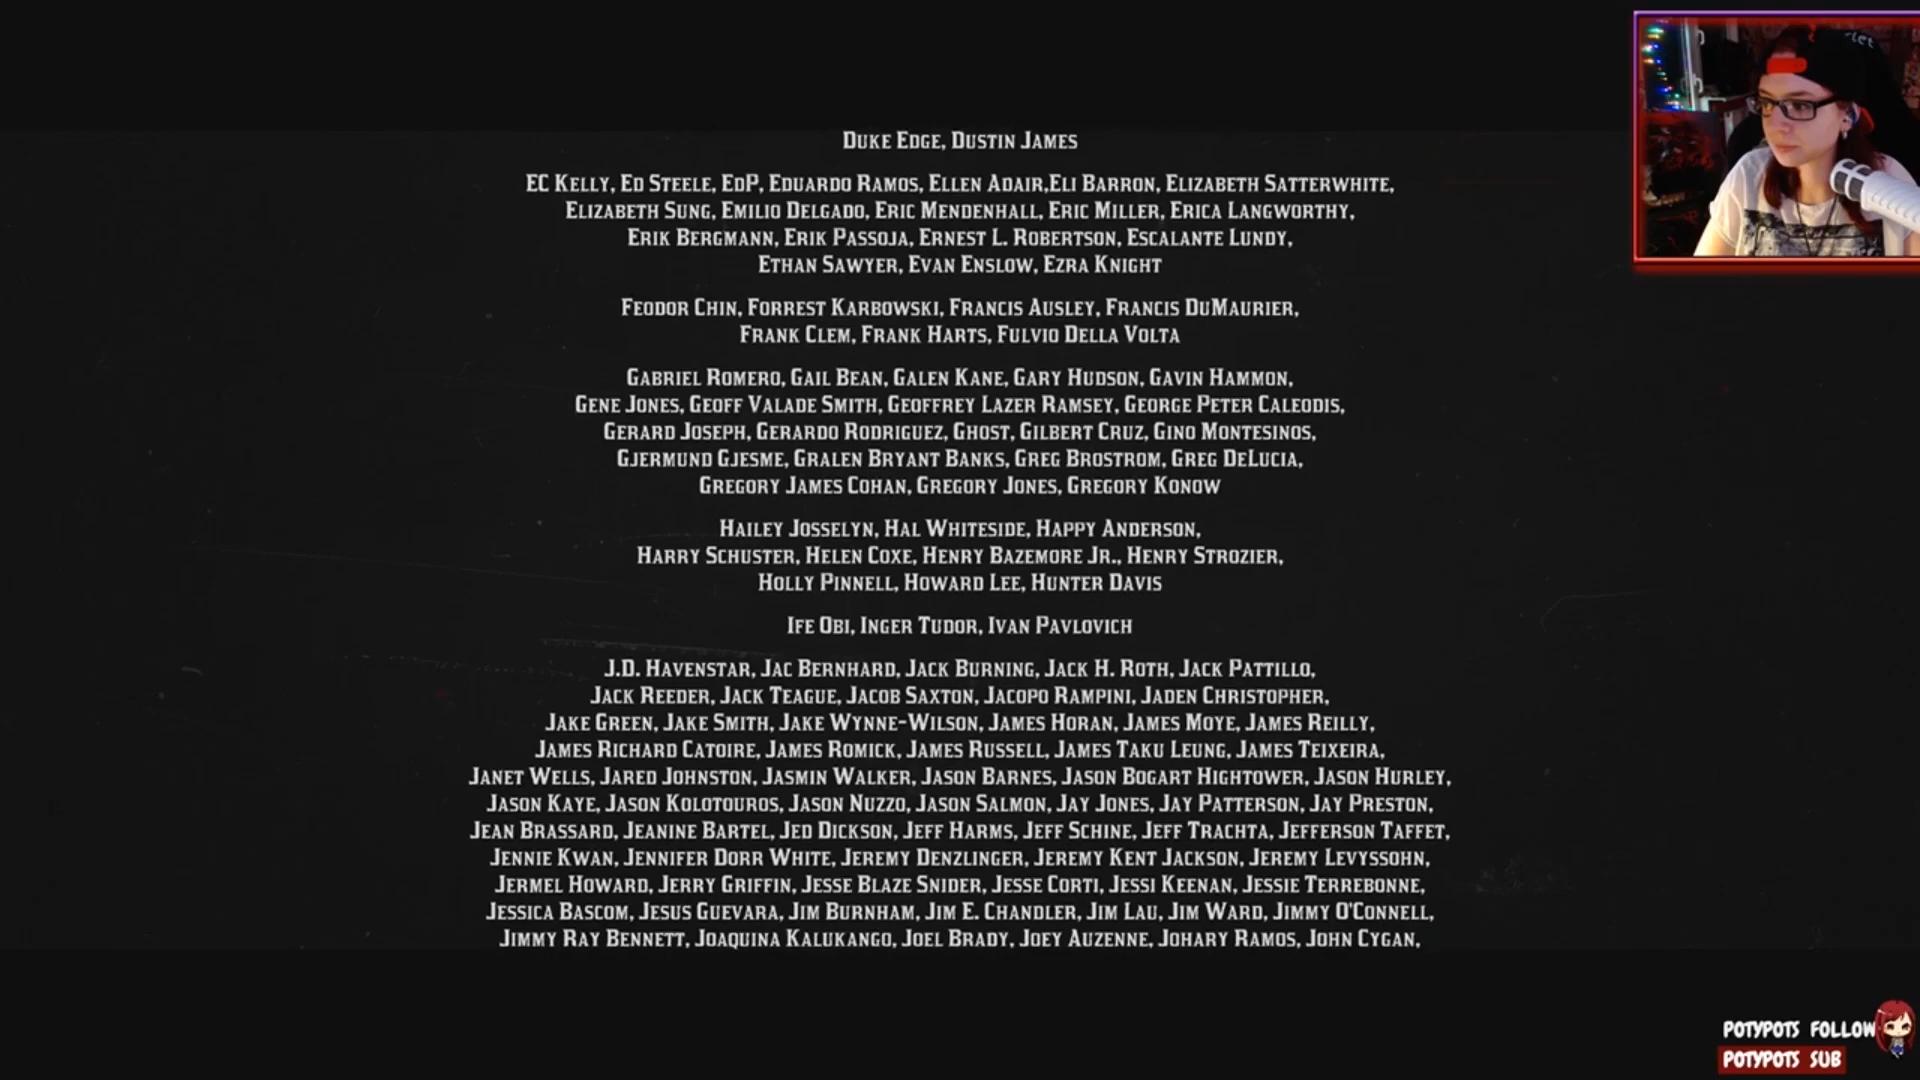 Duke Edge, Dustin James
EC Kelly, Ed Steele, EdP, Eduardo Ramos, Ellen Adair,Eli Barron, Elizabeth Satterwhite,
Elizabeth Sung, Emilio Delgado, Eric Mendenhall, Eric Miller, Erica Langworthy,
Erik Bergmann, Erik Passoja, Ernest L. Robertson, Escalante Lundy,
Ethan Sawyer, Evan Enslow, Ezra Knight
Feodor Chin, Forrest Karbowski, Francis Ausley, Francis DuMaurier,
Frank Clem, Frank Harts, Fulvio Della Volta
Gabriel Romero, Gail Bean, Galen Kane, Gary Hudson, Gavin Hammon,
Gene Jones, Geoff Valade Smith, Geoffrey Lazer Ramsey, George Peter Caleodis,
Gerard Joseph, Gerardo Rodriguez, Ghost, Gilbert Cruz, Gino Montesinos,
Gjermund Gjesme, Gralen Bryant Banks, Greg Brostrom, Greg DeLucia,
Gregory James Cohan, Gregory Jones, Gregory Konow
Hailey Josselyn, Hal Whiteside, Happy Anderson,
Harry Schuster, Helen Coxe, Henry Bazemore Jr., Henry Strozier,
Holly Pinnell, Howard Lee, Hunter Davis
Ife Obi, Inger Tudor, Ivan Pavlovich
J.D. Havenstar, Jac Bernhard, Jack Burning, Jack H. Roth, Jack Pattillo,
Jack Reeder, Jack Teague, Jacob Saxton, Jacopo Rampini, Jaden Christopher,
Jake Green, Jake Smith, Jake Wynne-Wilson, James Horan, James Moye, James Reilly,
James Richard Catoire, James Romick, James Russell, James Taku Leung, James Teixeira,
Janet Wells, Jared Johnston, Jasmin Walker, Jason Barnes, Jason Bogart Hightower, Jason Hurley,
Jason Kaye, Jason Kolotouros, Jason Nuzzo, Jason Salmon, Jay Jones, Jay Patterson, Jay Preston,
Jean Brassard, Jeanine Bartel, Jed Dickson, Jeff Harms, Jeff Schine, Jeff Trachta, Jefferson Taffet,
Jennie Kwan, Jennifer Dorr White, Jeremy Denzlinger, Jeremy Kent Jackson, Jeremy Levyssohn,
Jermel Howard, Jerry Griffin, Jesse Blaze Snider, Jesse Corti, Jessi Keenan, Jessie Terrebonne,
Jessica Bascom, Jesus Guevara, Jim Burnham, Jim E. Chandler, Jim Lau, Jim Ward, Jimmy O'Connell,
Jimmy Ray Bennett, Joaquina Kalukango, Joel Brady, Joey Auzenne, Johary Ramos, John Cygan,
POTYPOTS FOLLOW
POTYPOTS SUB